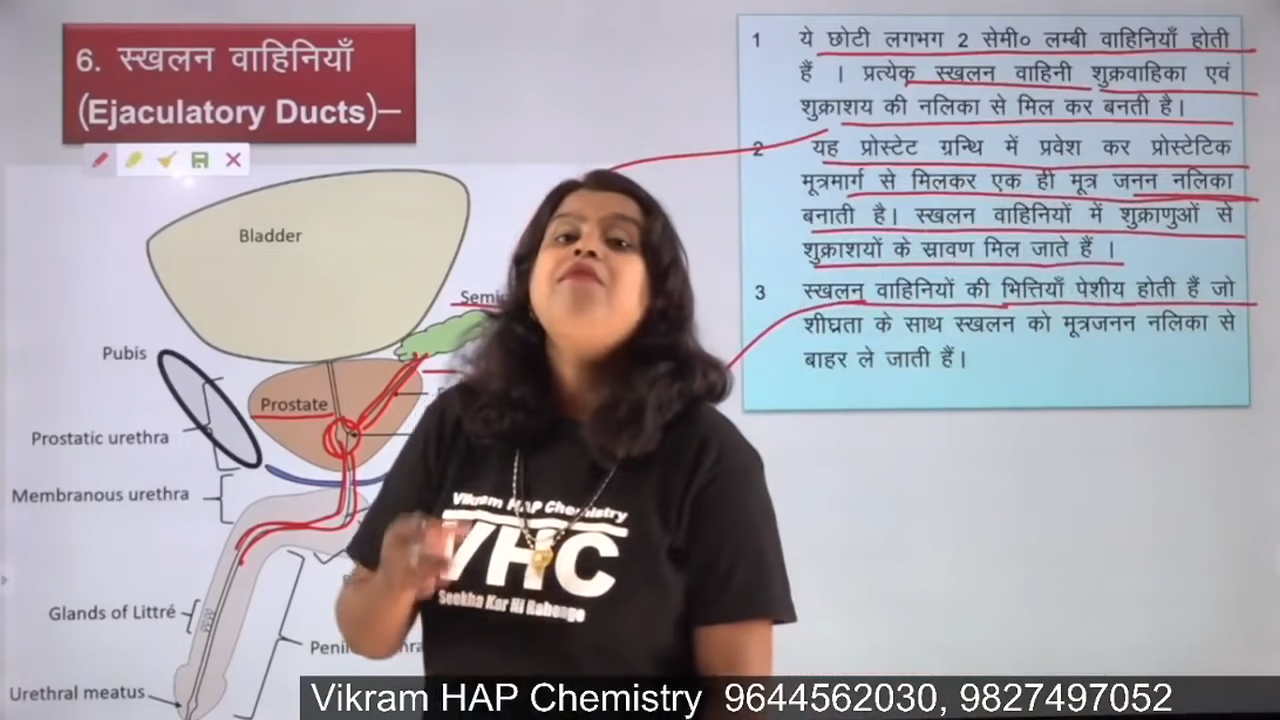 6. स्खलन वाहिनियाँ
(Ejaculatory Ducts)–
1 ये छोटी लगभग 2 सेमी० लम्बी वाहिनियाँ होती
हैं । प्रत्येक स्खलन वाहिनी शुक्रवाहिका एवं
शुक्राशय की नलिका से मिल कर बनती है।
2 यह प्रोस्टेट ग्रन्थि में प्रवेश कर प्रोस्टेटिक
मूत्रमार्ग से मिलकर एक ही मूत्र जनन नलिका
बनाती है। स्खलन वाहिनियों में शुक्राणुओं से
शुक्राशयों के स्रावण मिल जाते हैं ।
3 स्खलन वाहिनियों की भित्तियाँ पेशीय होती हैं जो
शीघ्रता के साथ स्खलन को मूत्रजनन नलिका से
बाहर ले जाती हैं।
Bladder
Pubis
Prostate
Prostatic urethra
Membranous urethra
Glands of Littré
Urethral meatus
Vikram HAP Chemistry
VHC
Seekha Kar Hi Rahenge
Vikram HAP Chemistry 9644562030, 9827497052